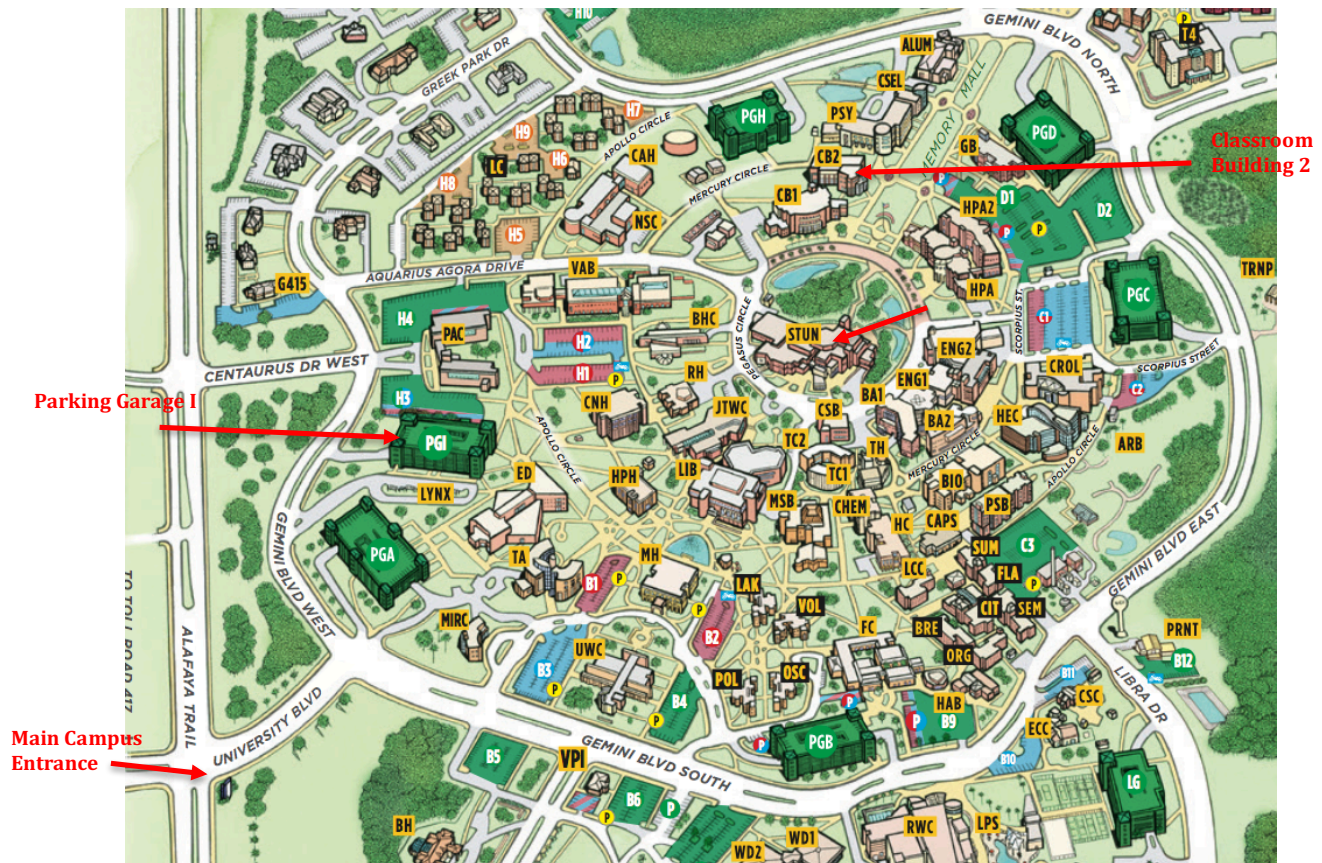 H10
GEMINI BLVD NORTH
P
T4
ALUM
GREEK PARK DR
CSEL
MEMORY MALL
H7
PGH
PSY
H9
APOLLO CIRCLE
PGD
CAH
CB2
GB
Classroom
Building 2
LC
H6
H8
MERCURY CIRCLE
P
CB1
D1
HPA2
D2
NSC
H5
P
P
AQUARIUS AGORA DRIVE
VAB
TRNP
G415
HPA
PGC
H4
PEGASUS CIRCLE
SCORPIUS ST.
C1
PAC
BHC
STUN
H2
ENG2
CENTAURUS DR WEST
SCORPIUS STREET
H1
P
RH
ENG1
CROL
Parking Garage I
H3
CNH
BA1
C2
JTWC
CSB
BA2
HEC
PGI
APOLLO CIRCLE
TC2
TH
MERCURY CIRCLE
ARB
ED
LIB
TC1
APOLLO CIRCLE
LYNX
HPH
BIO
MSB
CHEM
PSB
GEMINI BLVD WEST
HC
CAPS
GEMINI BLVD EAST
PGA
C3
TA
MH
SUM
B1
P
LCC
FLA
P
LAK
TO TOLL ROAD 417
ALAFAYA TRAIL
P
VOL
CIT
SEM
MIRC
B2
FC
BRE
PRNT
UWC
ORG
B12
B3
OSC
B11
P
POL
LIBRA DR
CSC
UNIVERSITY BLVD
B4
P
HAB
P
P
B9
ECC
Main Campus
Entrance
GEMINI BLVD SOUTH
P
PGB
B5
VPI
B10
LG
B6
P
P
BH
WD1
RWC
LPS
WD2